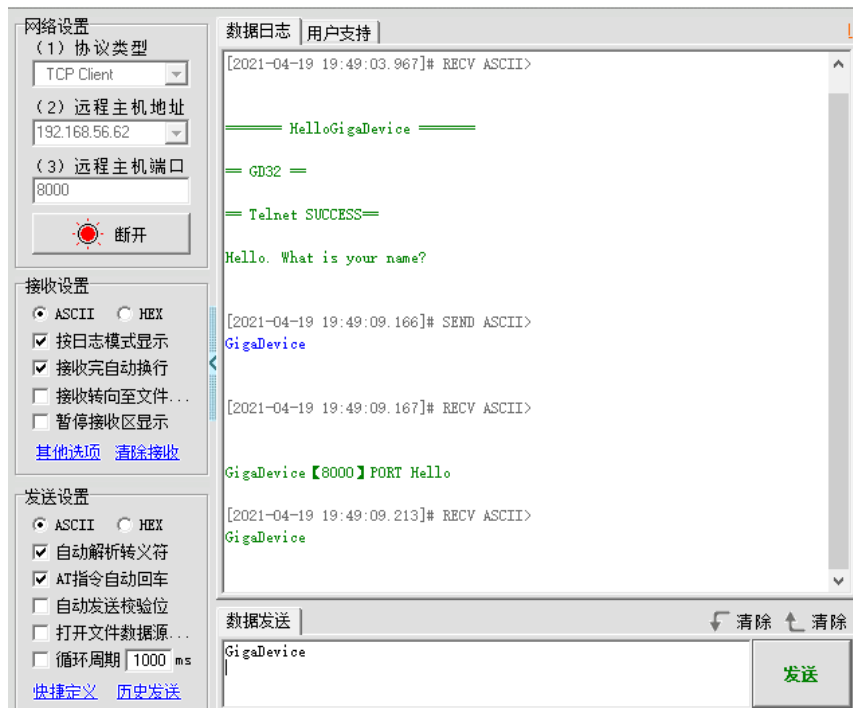 网络设置
(1) 协议类型
TCP Client
(2) 远程主机地址
192.168.56.62
(3) 远程主机端口
8000
断开
接收设置
ASCII HEX
按日志模式显示
接收完自动换行
接收转向至文件...
暂停接收区显示
其他选项 清除接收
发送设置
ASCII HEX
自动解析转义符
AT指令自动回车
自动发送校验位
打开文件数据源...
循环周期 1000 ms
快捷定义 历史发送
数据日志 用户支持
[2021-04-19 19:49:03.967]# RECV ASCII>
====== HelloGigaDevice ======
== GD32 ==
== Telnet SUCCESS==
Hello. What is your name?
[2021-04-19 19:49:09.166]# SEND ASCII>
GigaDevice
[2021-04-19 19:49:09.167]# RECV ASCII>
GigaDevice【8000】PORT Hello
[2021-04-19 19:49:09.213]# RECV ASCII>
GigaDevice
数据发送 清除 清除
GigaDevice
发送